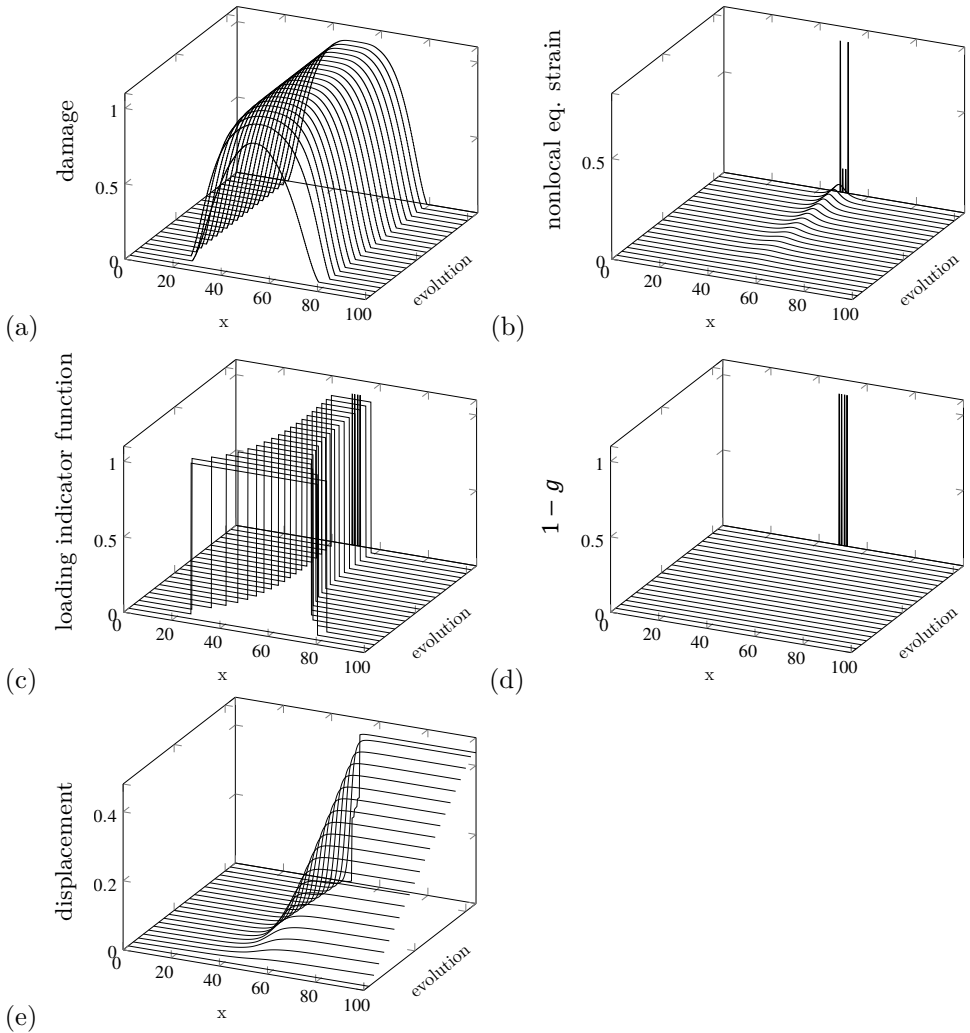 damage
1
0.5
0
0
20
40
60
80
100
x
evolution
(a)
nonlocal eq. strain
0.5
0
0
20
40
60
80
100
x
evolution
(b)
loading indicator function
1
0.5
0
0
20
40
60
80
100
x
evolution
(c)
1 − g
1
0.5
0
0
20
40
60
80
100
x
evolution
(d)
displacement
0.4
0.2
0
0
20
40
60
80
100
x
evolution
(e)